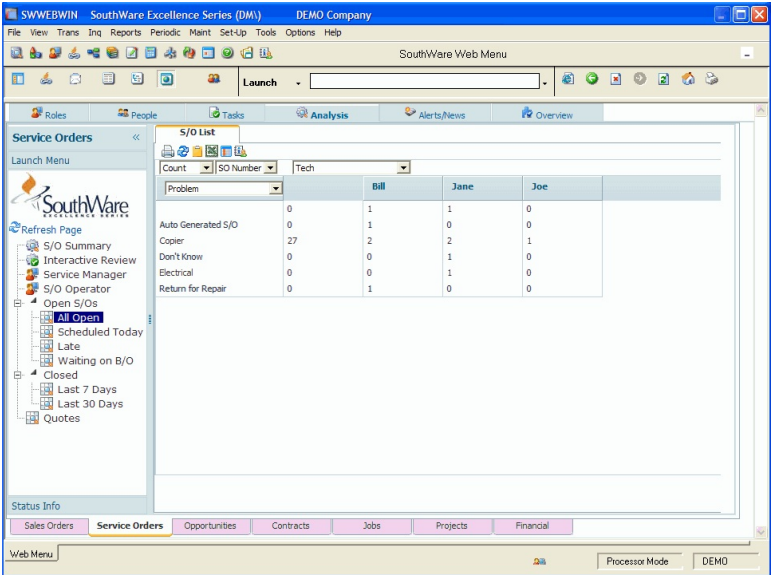 SWWEBWIN SouthWare Excellence Series (DM\) DEMO Company
File View Trans Inq Reports Periodic Maint Set-Up Tools Options Help
SouthWare Web Menu
Launch
Roles People Tasks Analysis Alerts/News Overview
Service Orders «
Launch Menu
SouthWare
EXCELLENCE SERIES
Refresh Page
S/O Summary
Interactive Review
Service Manager
S/O Operator
Open S/Os
All Open
Scheduled Today
Late
Waiting on B/O
Closed
Last 7 Days
Last 30 Days
Quotes
Status Info
S/O List
Count SO Number Tech
Problem Bill Jane Joe
0 1 1 0
Auto Generated S/O 0 1 0 0
Copier 27 2 2 1
Don't Know 0 0 1 0
Electrical 0 0 1 0
Return for Repair 0 1 0 0
Sales Orders Service Orders Opportunities Contracts Jobs Projects Financial
Web Menu
Processor Mode DEMO